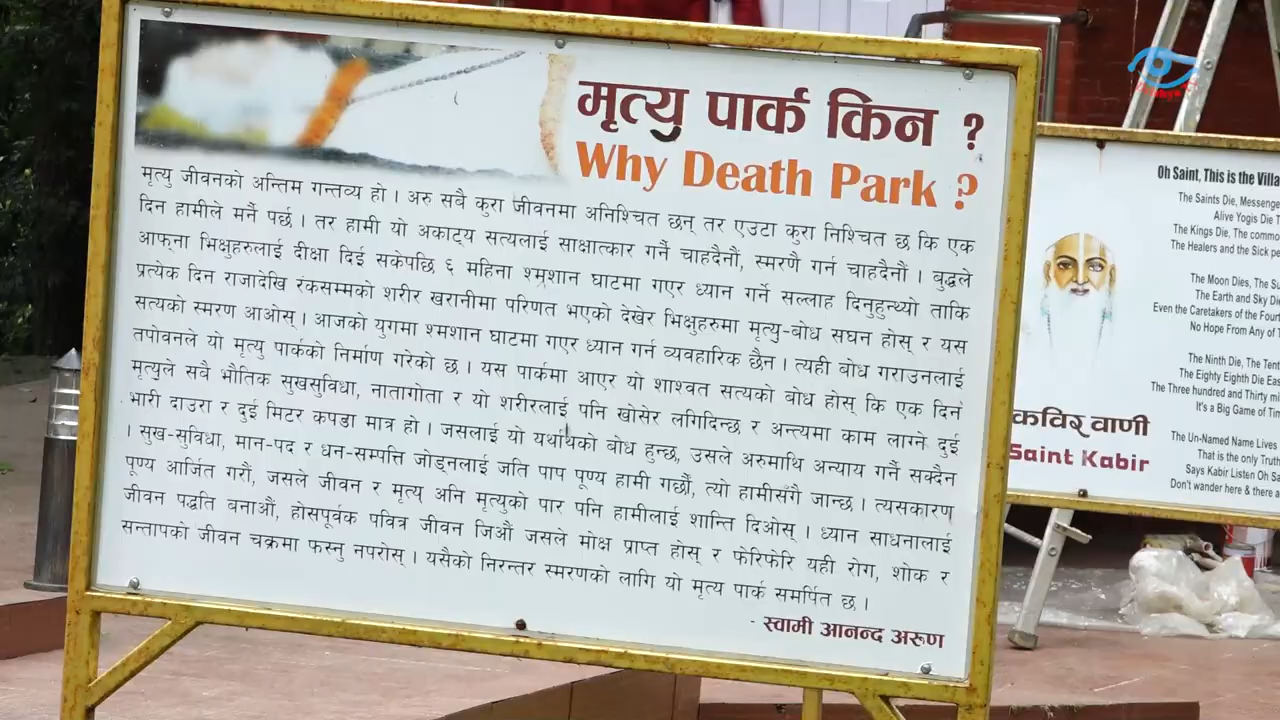 मृत्यु पार्क किन ?
Why Death Park ?
मृत्यु जीवनको अन्तिम गन्तव्य हो । अरु सबै कुरा जीवनमा अनिश्चित छन् तर एउटा कुरा निश्चित छ कि एक
दिन हामीले मर्नै पर्छ । तर हामी यो अकाट्य सत्यलाई साक्षात्कार गर्नै चाहदैनौं, स्मरणै गर्न चाहदैनौं । बुद्धले
आफ्ना भिक्षुहरुलाई दीक्षा दिई सकेपछि ६ महिना श्मशान घाटमा गएर ध्यान गर्ने सल्लाह दिनुहुन्थ्यो ताकि
प्रत्येक दिन राजादेखि रंकसम्मको शरीर खरानीमा परिणत भएको देखेर भिक्षुहरुमा मृत्यु-बोध सघन होस् र यस
सत्यको स्मरण आओस् । आजको युगमा श्मशान घाटमा गएर ध्यान गर्न व्यवहारिक छैन । त्यही बोध गराउनलाई
तपोवनले यो मृत्यु पार्कको निर्माण गरेको छ । यस पार्कमा आएर यो शाश्वत सत्यको बोध होस् कि एक दिन
मृत्युले सबै भौतिक सुखसुविधा, नातागोता र यो शरीरलाई पनि खोसेर लगिदिन्छ र अन्त्यमा काम लाग्ने दुई
भारी दाउरा र दुई मिटर कपडा मात्र हो । जसलाई यो यर्थाथको बोध हुन्छ, उसले अरुमाथि अन्याय गर्नै सक्दैन
। सुख-सुविधा, मान-पद र धन-सम्पत्ति जोड्नलाई जति पाप पूण्य हामी गर्छौं, त्यो हामीसँगै जान्छ । त्यसकारण
पूण्य आर्जित गरौं, जसले जीवन र मृत्यु अनि मृत्युको पार पनि हामीलाई शान्ति दिओस् । ध्यान साधनालाई
जीवन पद्धति बनाऔं, होसपूर्वक पवित्र जीवन जिऔं जसले मोक्ष प्राप्त होस् र फेरिफेरि यही रोग, शोक र
सन्तापको जीवन चक्रमा फस्नु नपरोस् । यसैको निरन्तर स्मरणको लागि यो मृत्य पार्क समर्पित छ ।
- स्वामी आनन्द अरुण
Oh Saint, This is the Villa
The Saints Die, Messenge
Alive Yogis Die
The Kings Die, The commo
The Healers and the Sick pe
The Moon Dies, The Su
The Earth and Sky Di
Even the Caretakers of the Fourt
No Hope From Any of
The Ninth Die, The Tent
The Eighty Eighth Die Eas
The Three hundred and Thirty mi
It's a Big Game of Ti
The Un-Named Name Lives
That is the only Truth
Says Kabir Listen Oh Sa
Don't wander here & there a
कविर वाणी
Saint Kabir